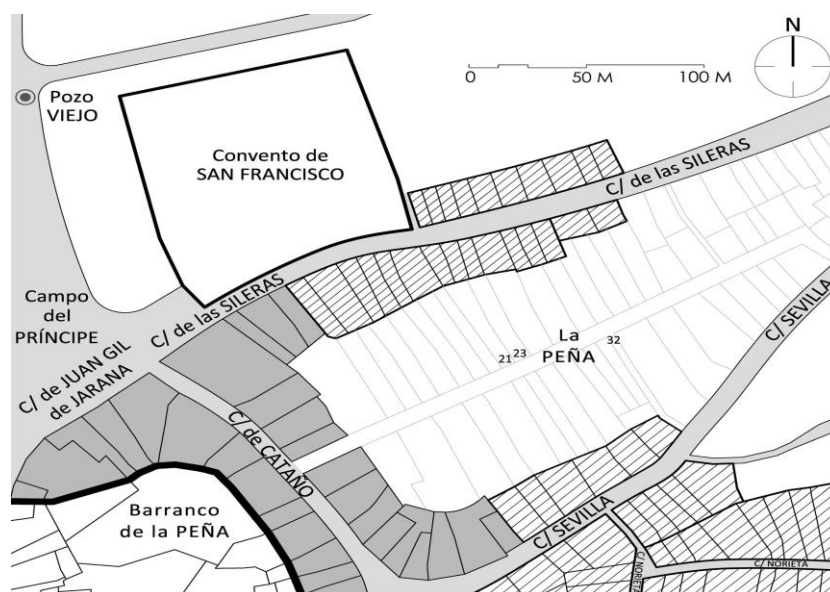 N
0
50 M
100 M
Pozo
VIEJO
Convento de
SAN FRANCISCO
C/ de las SILERAS
C/ de las SILERAS
Campo
del
PRÍNCIPE
C/ SEVILLA
La
PEÑA
21
23
32
C/ de JUAN GIL
de JARANA
C/ de CATAÑO
Barranco
de la PEÑA
C/ SEVILLA
C/ NORIETA
C/ NORIETA